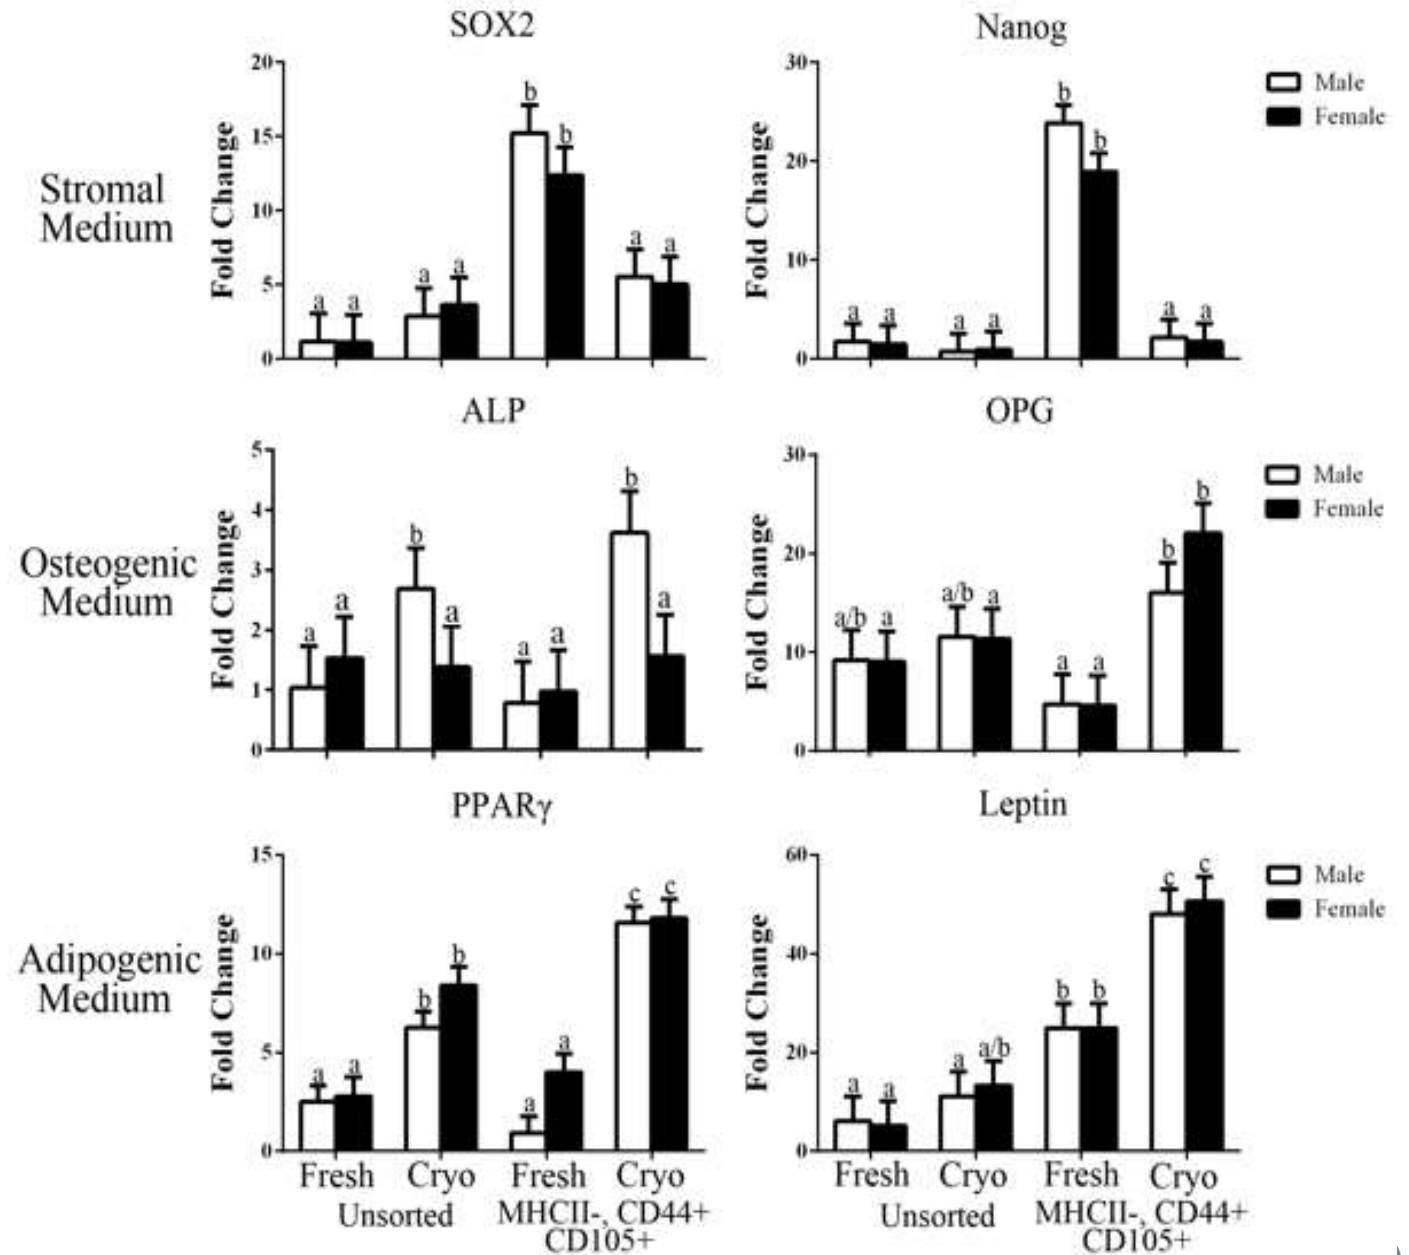 SOX2
Nanog
20
15
10
5
0
Fold Change
b
b
a
a
a
a
a
a
30
20
10
0
Fold Change
b
b
a
a
a
a
a
a
Male
Female
Stromal
Medium
ALP
OPG
5
4
3
2
1
0
Fold Change
a
a
b
a
a
a
b
a
30
20
10
0
Fold Change
a/b
a
a/b
a
a
a
b
b
Male
Female
Osteogenic
Medium
PPARγ
Leptin
15
10
5
0
Fold Change
a
a
b
b
a
a
c
c
60
40
20
0
Fold Change
a
a
a
a/b
b
b
c
c
Male
Female
Adipogenic
Medium
Fresh Cryo Fresh Cryo
Unsorted MHCII-, CD44+
CD105+
Fresh Cryo Fresh Cryo
Unsorted MHCII-, CD44+
CD105+